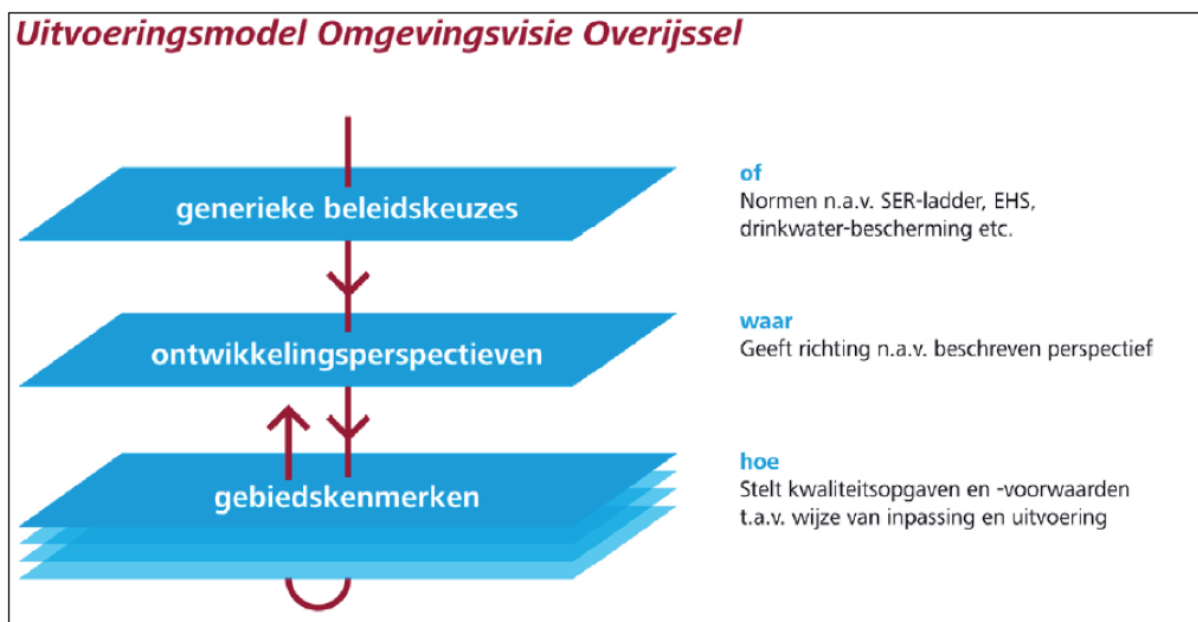 Uitvoeringsmodel Omgevingsvisie Overijssel
generieke beleidskeuzes
of
Normen n.a.v. SER-ladder, EHS,
drinkwater-bescherming etc.
ontwikkelingsperspectieven
waar
Geeft richting n.a.v. beschreven perspectief
gebiedskenmerken
hoe
Stelt kwaliteitsopgaven en -voorwaarden
t.a.v. wijze van inpassing en uitvoering